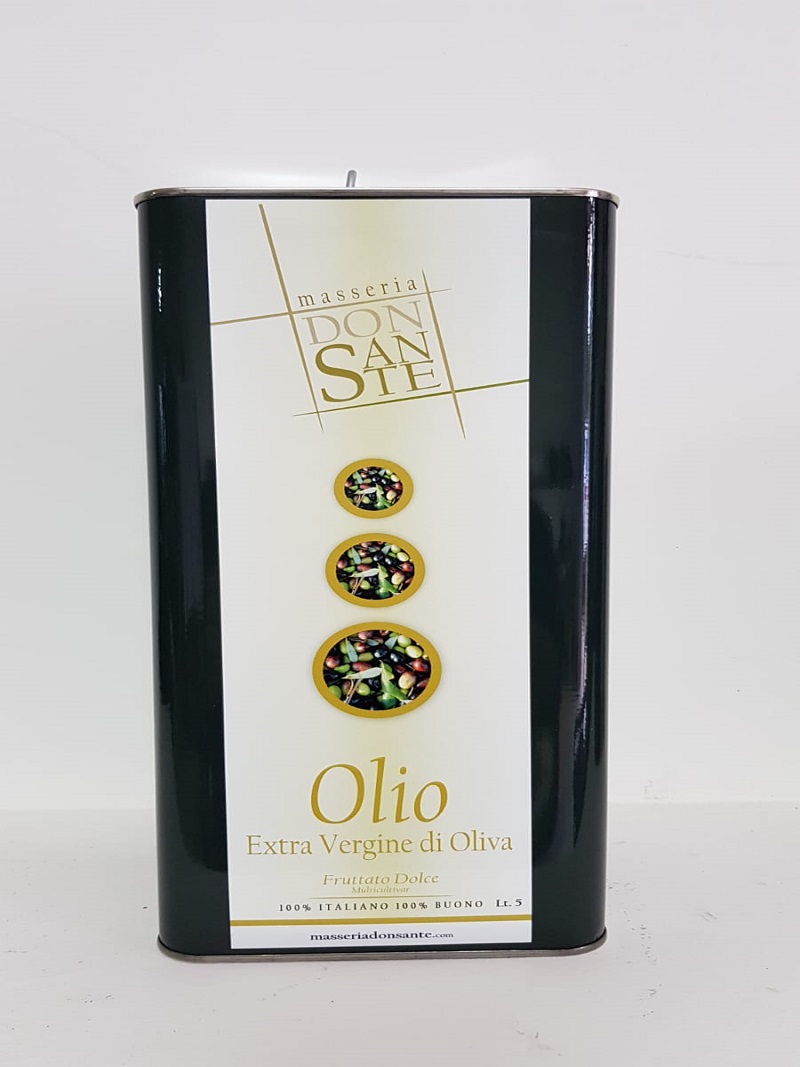 masseria
DON
SAN
TE
Olio
Extra Vergine di Oliva
Fruttato Dolce
Multicultivar
100% ITALIANO 100% BUONO Lt. 5
masseriadonsante.com